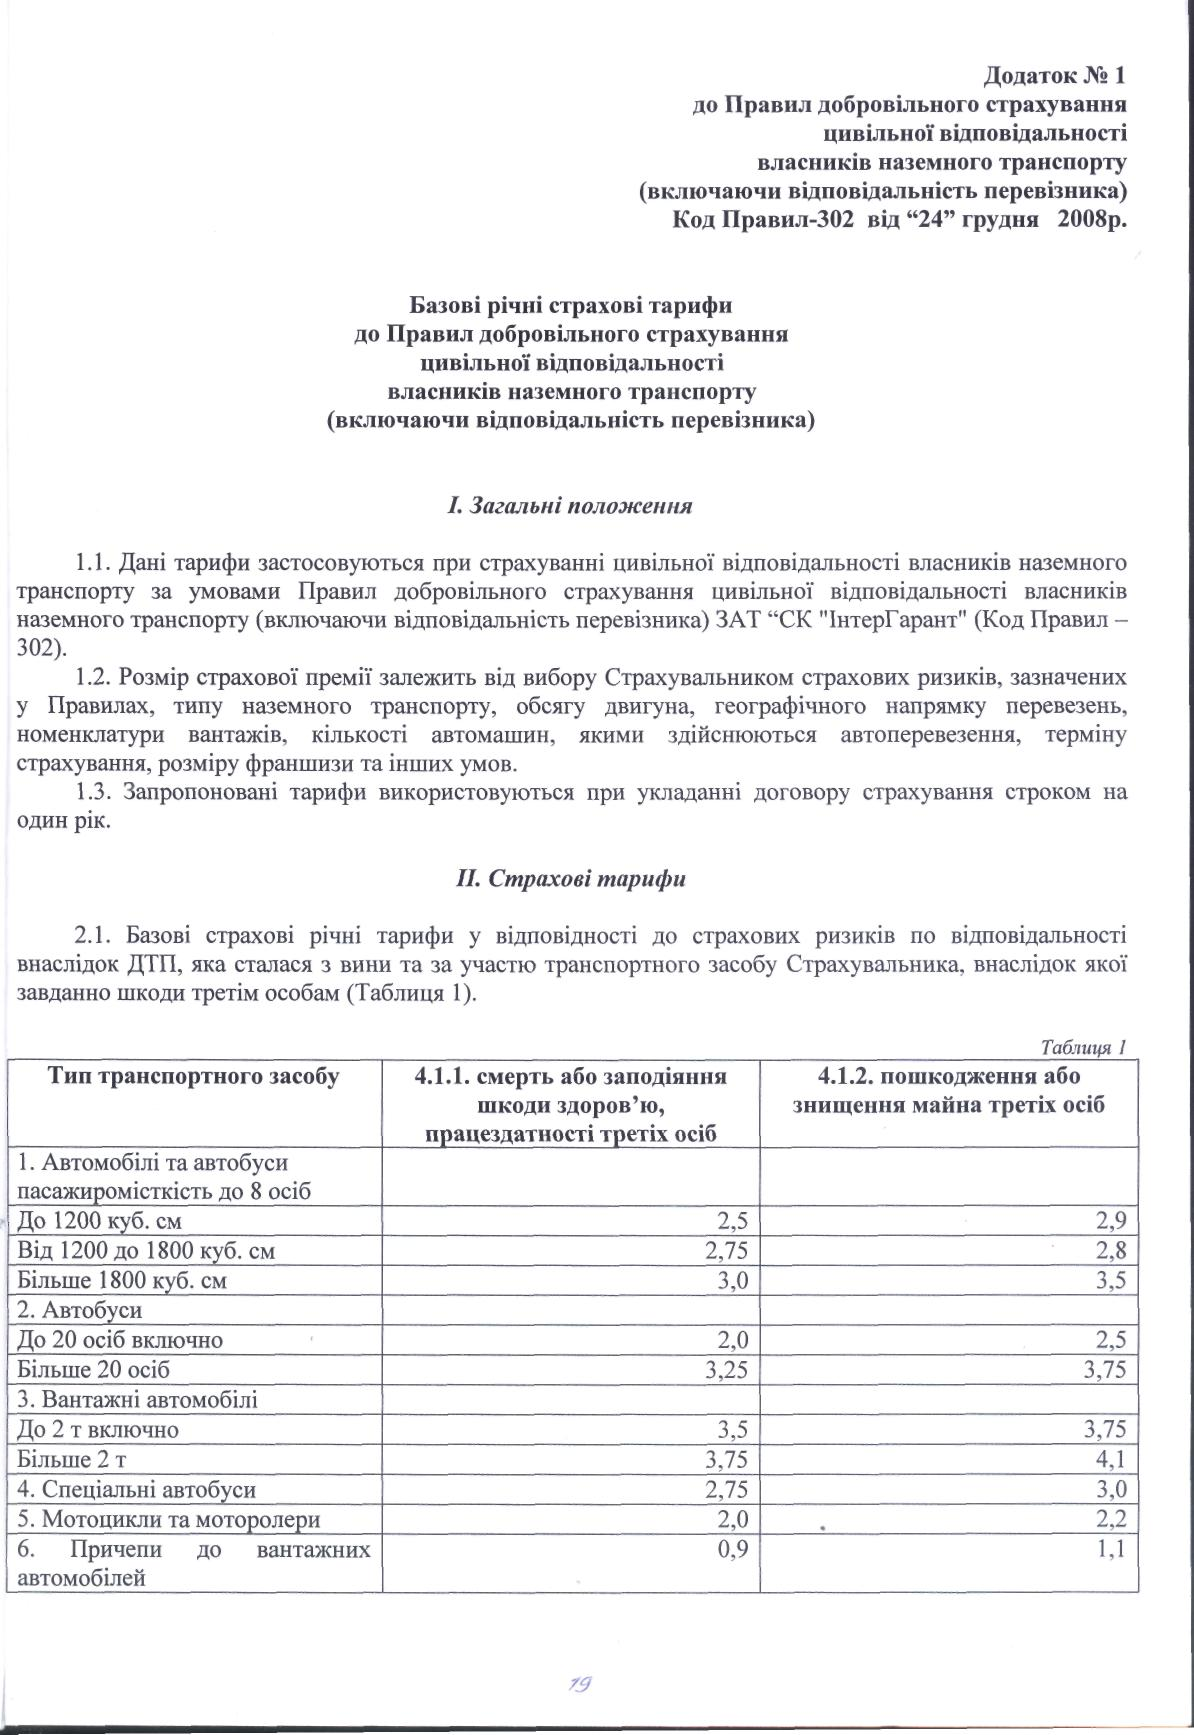 Додаток № 1
до Правил добровільного страхування
цивільної відповідальності
власників наземного транспорту
(включаючи відповідальність перевізника)
Код Правил-302 від “24” грудня 2008р.
Базові річні страхові тарифи
до Правил добровільного страхування
цивільної відповідальності
власників наземного транспорту
(включаючи відповідальність перевізника)
I. Загальні положення
1.1. Дані тарифи застосовуються при страхуванні цивільної відповідальності власників наземного
транспорту за умовами Правил добровільного страхування цивільної відповідальності власників
наземного транспорту (включаючи відповідальність перевізника) ЗАТ “СК "ІнтерГарант" (Код Правил –
302).
1.2. Розмір страхової премії залежить від вибору Страхувальником страхових ризиків, зазначених
у Правилах, типу наземного транспорту, обсягу двигуна, географічного напрямку перевезень,
номенклатури вантажів, кількості автомашин, якими здійснюються автоперевезення, терміну
страхування, розміру франшизи та інших умов.
1.3. Запропоновані тарифи використовуються при укладанні договору страхування строком на
один рік.
II. Страхові тарифи
2.1. Базові страхові річні тарифи у відповідності до страхових ризиків по відповідальності
внаслідок ДТП, яка сталася з вини та за участю транспортного засобу Страхувальника, внаслідок якої
завданно шкоди третім особам (Таблиця 1).
Таблиця 1
Тип транспортного засобу 4.1.1. смерть або заподіяння 4.1.2. пошкодження або
шкоди здоров’ю, знищення майна третіх осіб
працездатності третіх осіб
1. Автомобілі та автобуси
пасажиромісткість до 8 осіб
До 1200 куб. см 2,5 2,9
Від 1200 до 1800 куб. см 2,75 2,8
Більше 1800 куб. см 3,0 3,5
2. Автобуси
До 20 осіб включно 2,0 2,5
Більше 20 осіб 3,25 3,75
3. Вантажні автомобілі
До 2 т включно 3,5 3,75
Більше 2 т 3,75 4,1
4. Спеціальні автобуси 2,75 3,0
5. Мотоцикли та моторолери 2,0 2,2
6. Причепи до вантажних 0,9 1,1
автомобілей
19